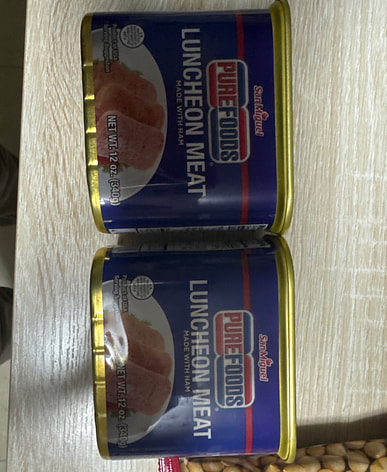 San Miguel
PUREFOODS
LUNCHEON MEAT
MADE WITH HAM
NET WT. 12 oz. (340g)
San Miguel
PUREFOODS
LUNCHEON MEAT
MADE WITH HAM
NET WT. 12 oz. (340g)